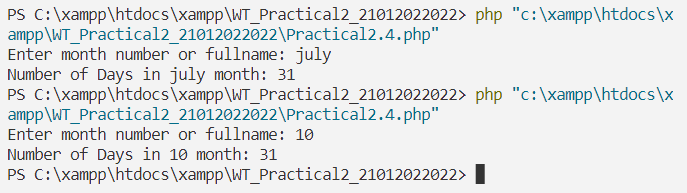 PS C:\xampp\htdocs\xampp\WT_Practical2_21012022022> php "c:\xampp\htdocs\x
ampp\WT_Practical2_21012022022\Practical2.4.php"
Enter month number or fullname: july
Number of Days in july month: 31
PS C:\xampp\htdocs\xampp\WT_Practical2_21012022022> php "c:\xampp\htdocs\x
ampp\WT_Practical2_21012022022\Practical2.4.php"
Enter month number or fullname: 10
Number of Days in 10 month: 31
PS C:\xampp\htdocs\xampp\WT_Practical2_21012022022>